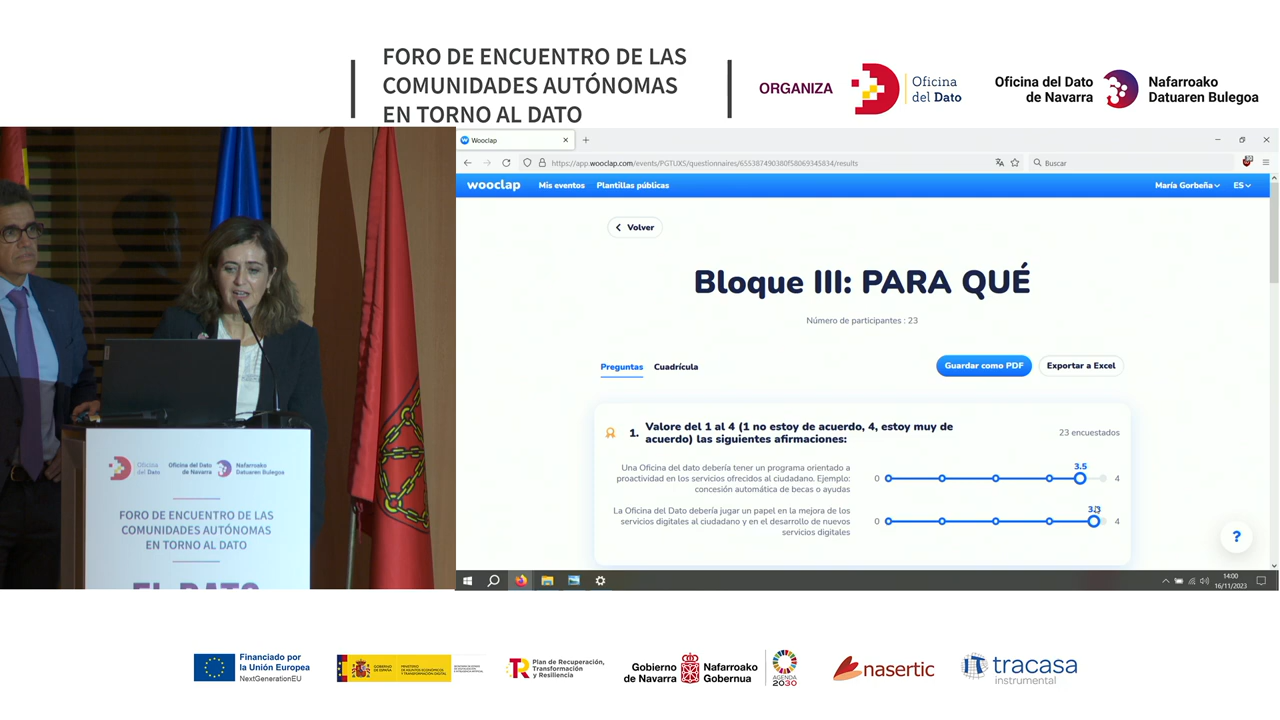 FORO DE ENCUENTRO DE LAS
COMUNIDADES AUTÓNOMAS
EN TORNO AL DATO
ORGANIZA
Oficina
del Dato
Oficina del Dato
de Navarra
Nafarroako
Datuaren Bulegoa
Wooclap
https://app.wooclap.com/events/PGTUXS/questionnaires/655387490380f58069345834/results
Buscar
wooclap
Mis eventos
Plantillas públicas
María Gorbeña
ES
Volver
Bloque III: PARA QUÉ
Número de participantes : 23
Preguntas
Cuadrícula
Guardar como PDF
Exportar a Excel
1. Valore del 1 al 4 (1 no estoy de acuerdo, 4, estoy muy de
acuerdo) las siguientes afirmaciones:
23 encuestados
Una Oficina del dato debería tener un programa orientado a
proactividad en los servicios ofrecidos al ciudadano. Ejemplo:
concesión automática de becas o ayudas
0
3.5
4
La Oficina del Dato debería jugar un papel en la mejora de los
servicios digitales al ciudadano y en el desarrollo de nuevos
servicios digitales
0
4
?
14:00
16/11/2023
Oficina
del Dato
Oficina del Dato
de Navarra
Nafarroako
Datuaren Bulegoa
FORO DE ENCUENTRO DE LAS
COMUNIDADES AUTÓNOMAS
EN TORNO AL DATO
EL DATO
Financiado por
la Unión Europea
NextGenerationEU
GOBIERNO
DE ESPAÑA
Plan de Recuperación,
Transformación
y Resiliencia
Gobierno
de Navarra
Nafarroako
Gobernua
AGENDA
2030
nasertic
tracasa
instrumental